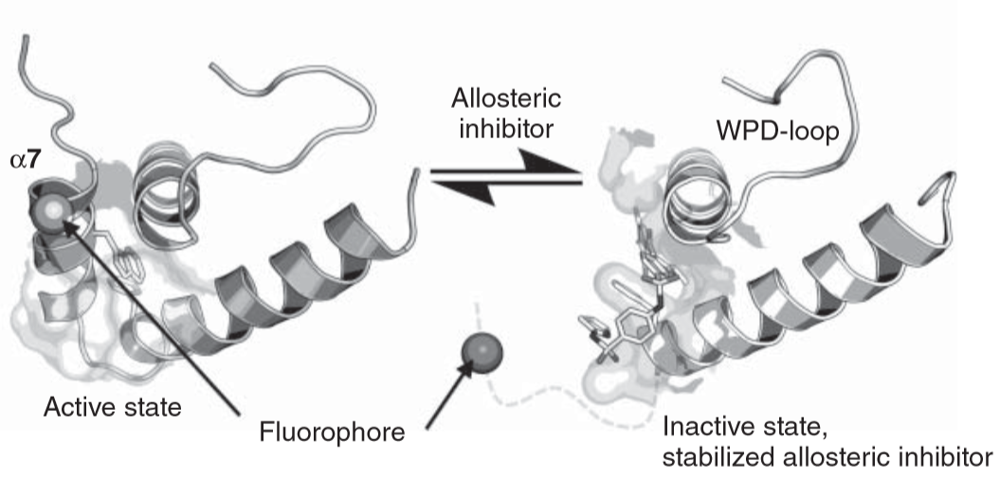 Allosteric
inhibitor
WPD-loop
α7
Active state
Fluorophore
Inactive state,
stabilized allosteric inhibitor